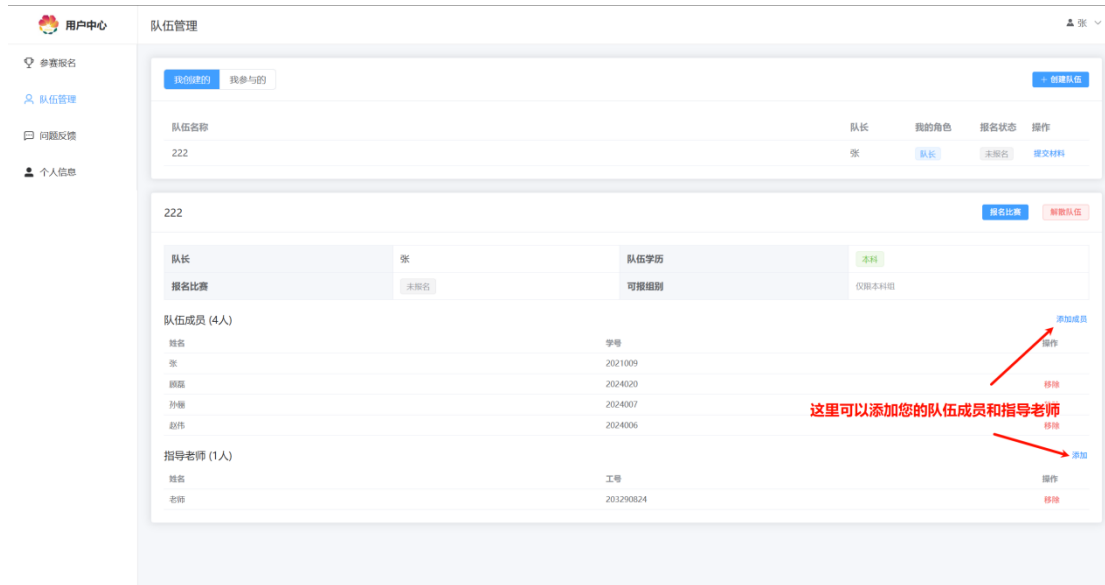 用户中心 队伍管理 张
参赛报名
队伍管理
问题反馈
个人信息
我创建的 我参与的 + 创建队伍
队伍名称 队长 我的角色 报名状态 操作
222 张 队长 未报名 提交材料
222 报名比赛 解散队伍
队长 张 队伍学历 本科
报名比赛 未报名 可报组别 仅限本科组
队伍成员 (4人) 添加成员
姓名 学号 操作
张 2021009
顾磊 2024020 移除
孙俪 2024007
这里可以添加您的队伍成员和指导老师
赵伟 2024006 移除
指导老师 (1人) 添加
姓名 工号 操作
老师 203290824 移除